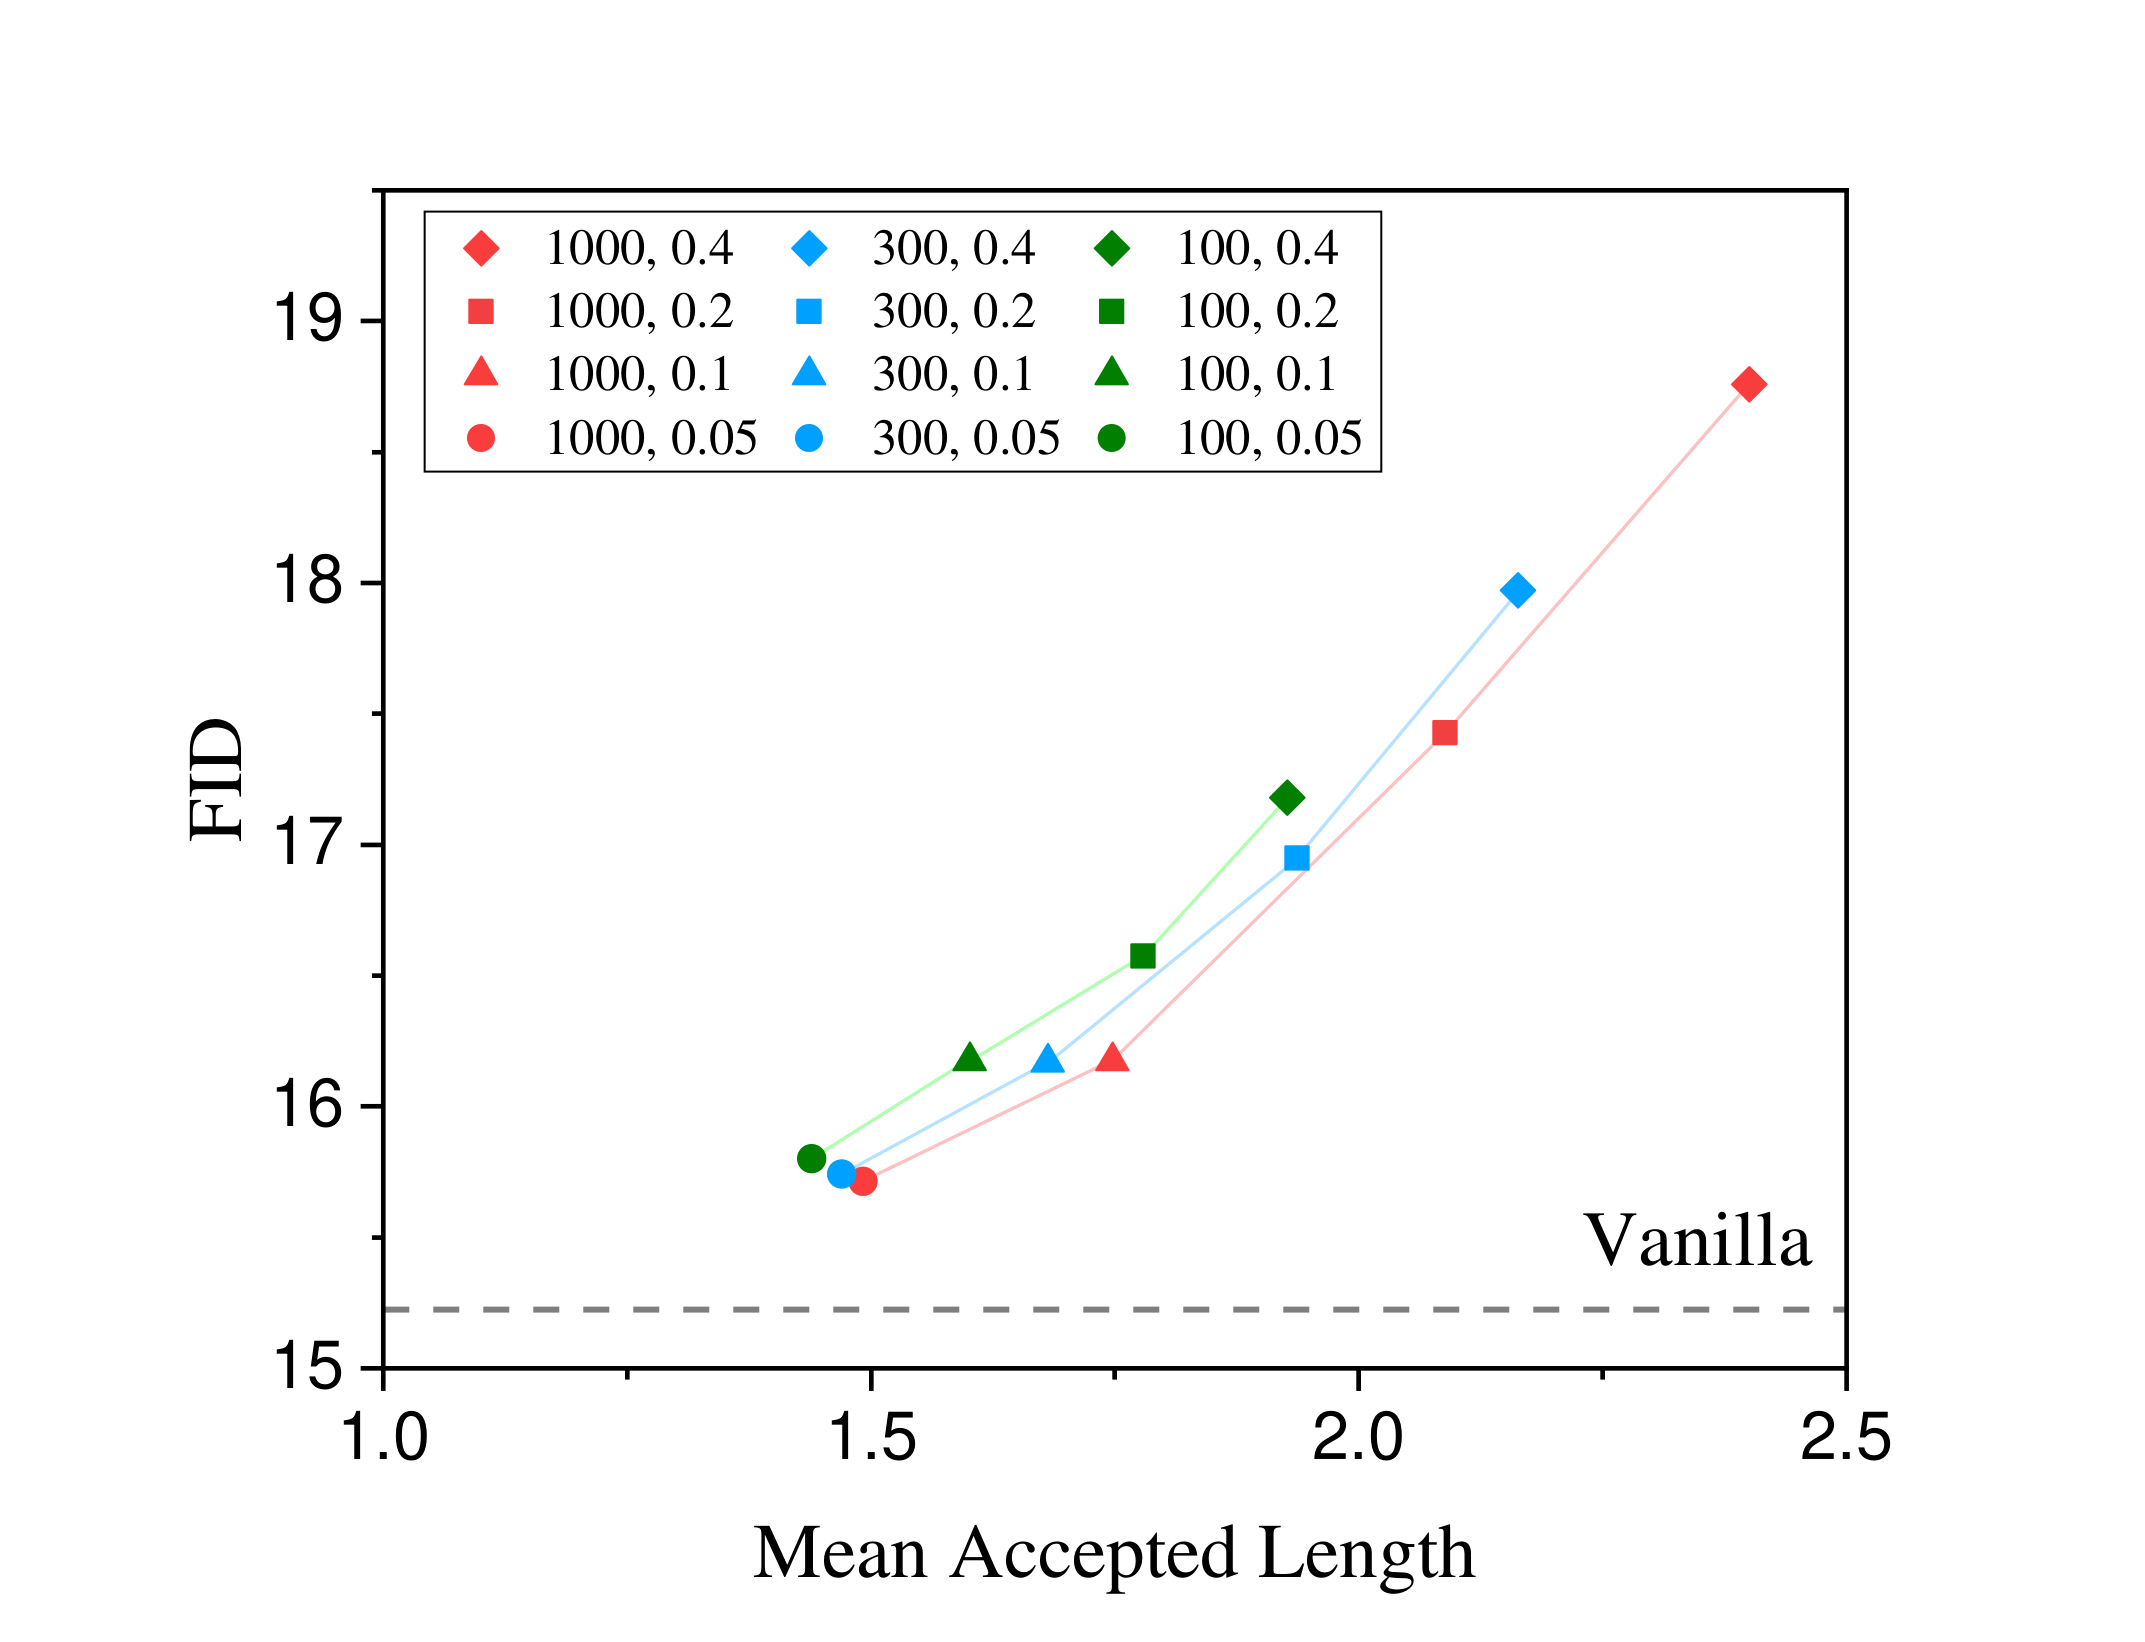 1000, 0.4 300, 0.4 100, 0.4
1000, 0.2 300, 0.2 100, 0.2
1000, 0.1 300, 0.1 100, 0.1
1000, 0.05 300, 0.05 100, 0.05
19
18
17
16
15
FID
Vanilla
1.0 1.5 2.0 2.5
Mean Accepted Length